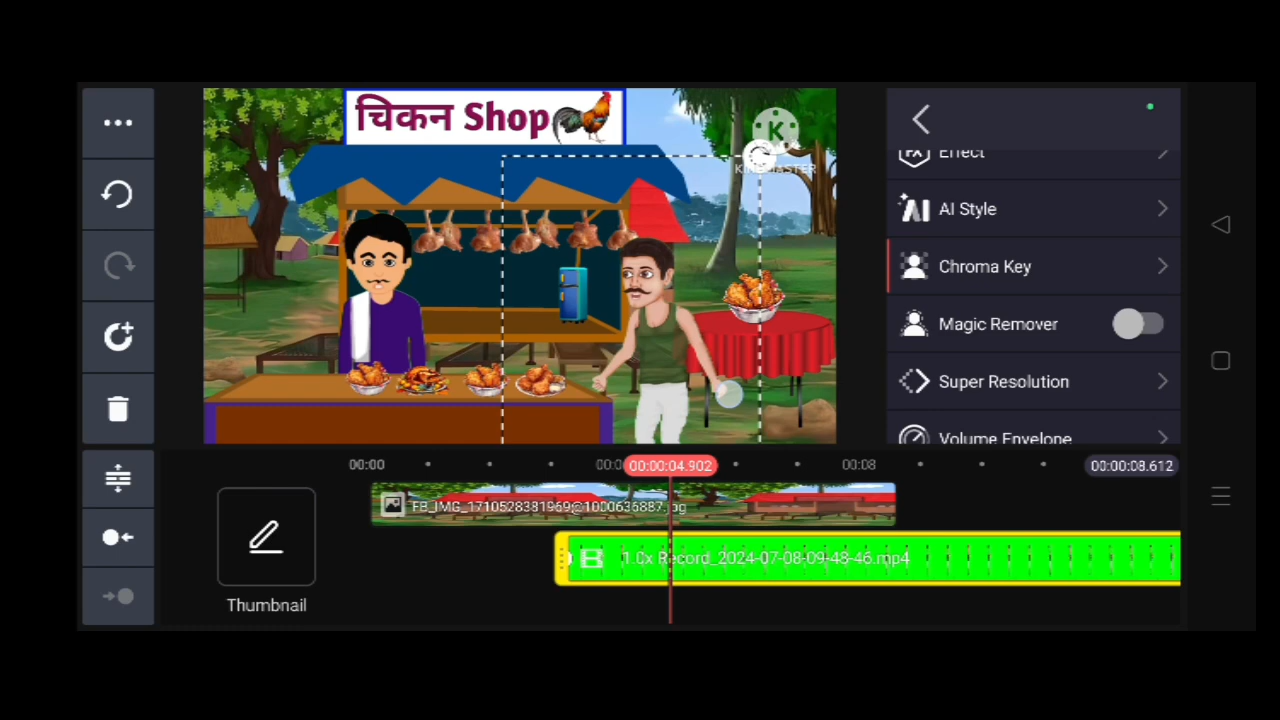 चिकन Shop
KINEMASTER
Effect
AI Style
Chroma Key
Magic Remover
Super Resolution
Volume Envelope
00:00
00:00:04.902
00:08
00:00:08.612
FB_IMG_1710528381969@1000636887.jpg
1.0x Record_2024-07-08-09-48-46.mp4
Thumbnail